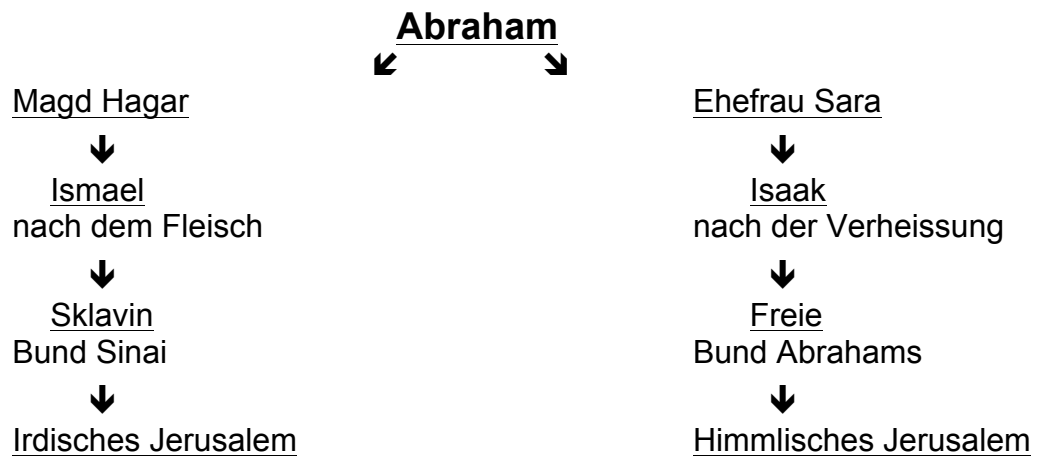 Abraham
Magd Hagar
Ehefrau Sara
Ismael
Isaak
nach dem Fleisch
nach der Verheissung
Sklavin
Freie
Bund Sinai
Bund Abrahams
Irdisches Jerusalem
Himmlisches Jerusalem